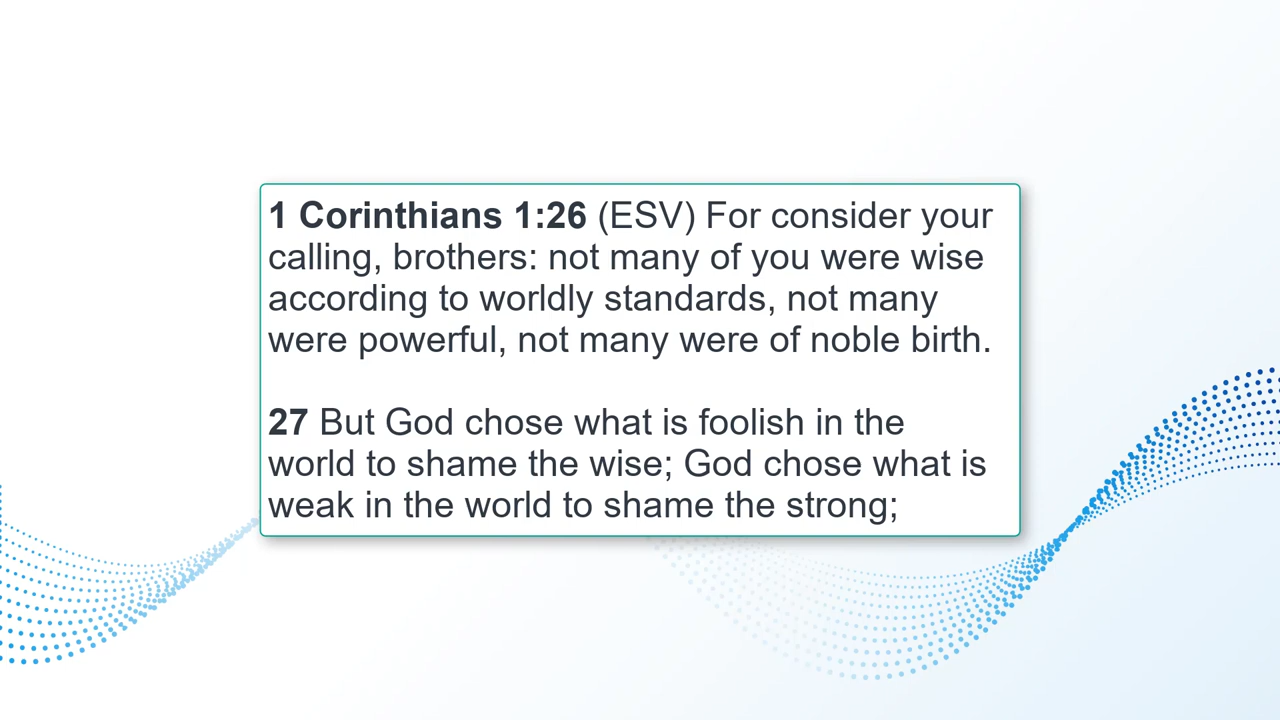 1 Corinthians 1:26 (ESV) For consider your
calling, brothers: not many of you were wise
according to worldly standards, not many
were powerful, not many were of noble birth.
27 But God chose what is foolish in the
world to shame the wise; God chose what is
weak in the world to shame the strong;